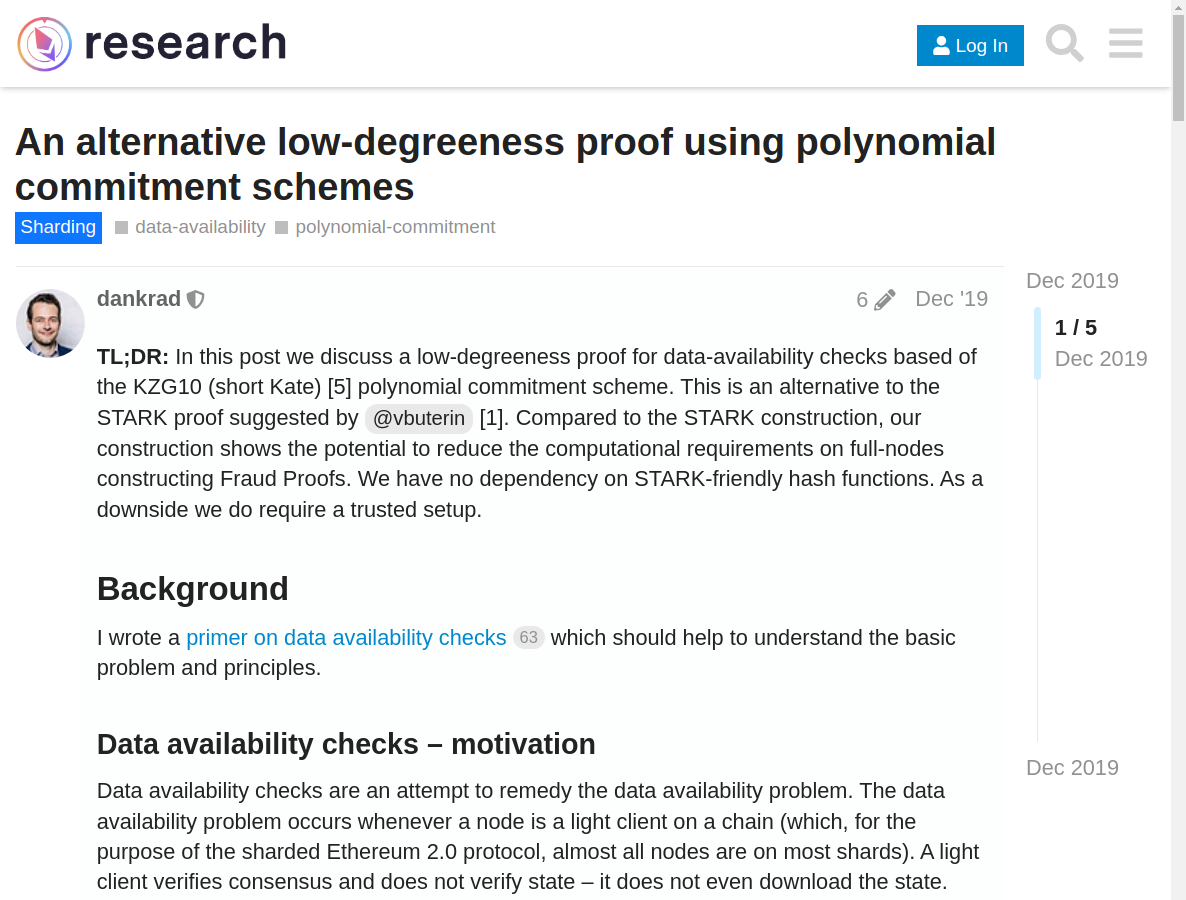 research
Log In
An alternative low-degreeness proof using polynomial
commitment schemes
Sharding data-availability polynomial-commitment
dankrad 6 Dec '19
TL;DR: In this post we discuss a low-degreeness proof for data-availability checks based of
the KZG10 (short Kate) [5] polynomial commitment scheme. This is an alternative to the
STARK proof suggested by @vbuterin [1]. Compared to the STARK construction, our
construction shows the potential to reduce the computational requirements on full-nodes
constructing Fraud Proofs. We have no dependency on STARK-friendly hash functions. As a
downside we do require a trusted setup.
Background
I wrote a primer on data availability checks 63 which should help to understand the basic
problem and principles.
Data availability checks – motivation
Data availability checks are an attempt to remedy the data availability problem. The data
availability problem occurs whenever a node is a light client on a chain (which, for the
purpose of the sharded Ethereum 2.0 protocol, almost all nodes are on most shards). A light
client verifies consensus and does not verify state – it does not even download the state.
Dec 2019
1 / 5
Dec 2019
Dec 2019